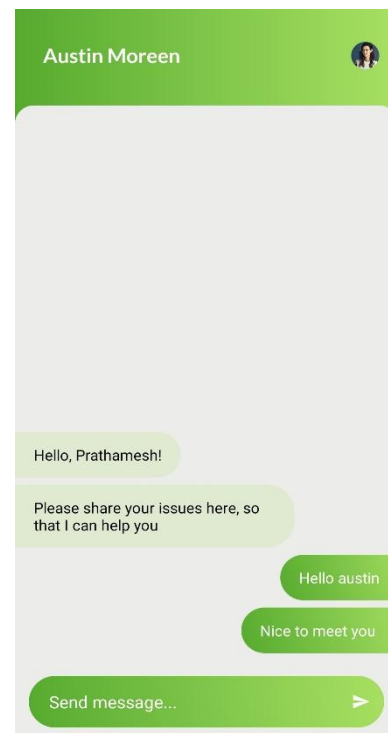 Austin Moreen
Hello, Prathamesh!
Please share your issues here, so
that I can help you
Hello austin
Nice to meet you
Send message...